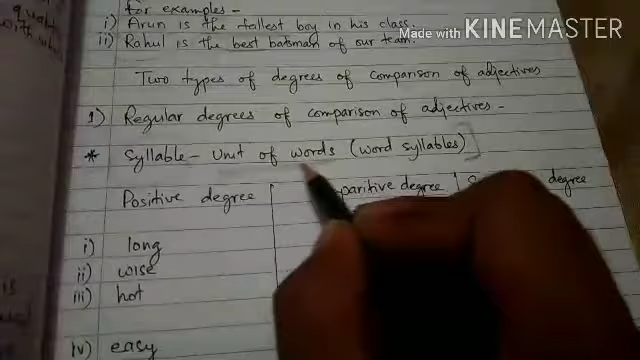 for examples -
i) Arun is the tallest boy in his class.
ii) Rahul is the best batsman of our team.
Made with KINEMASTER
Two types of degrees of comparison of adjectives
1) Regular degrees of comparison of adjectives -
* Syllable - Unit of words (word syllables)
Positive degree paritive degree degree
i) long
ii) wise
iii) hot
iv) easy